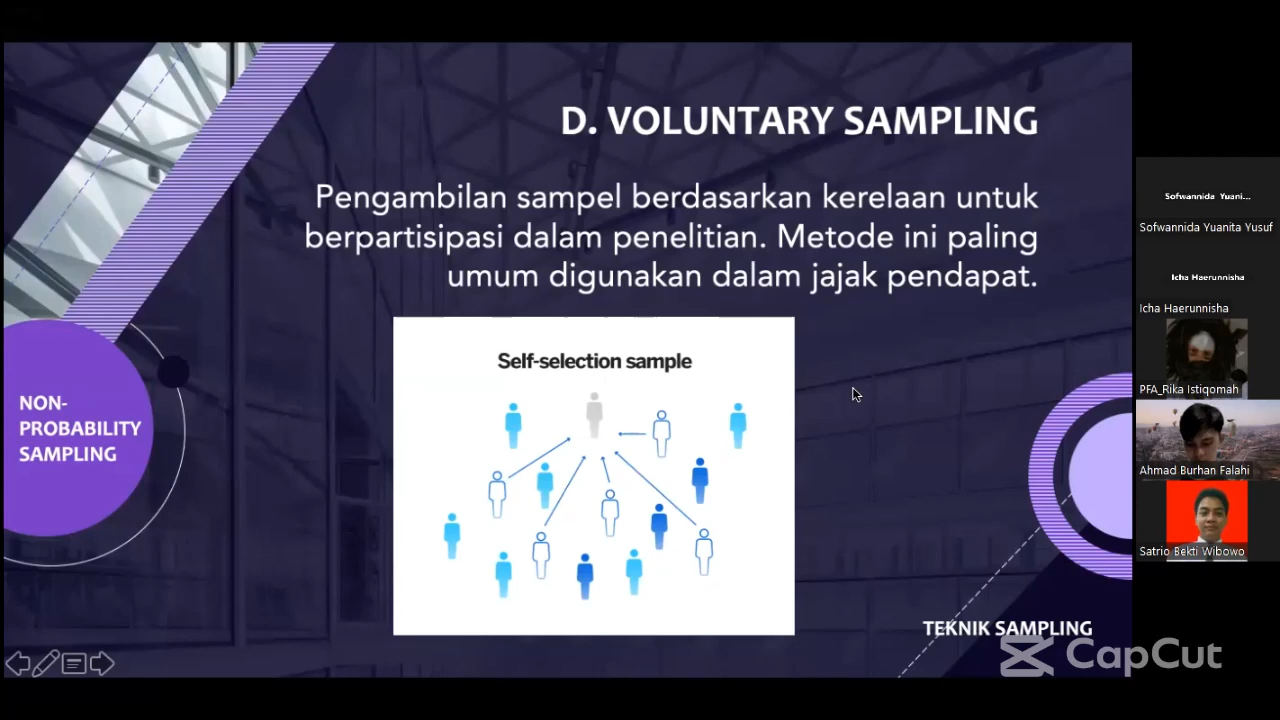 D. VOLUNTARY SAMPLING
Pengambilan sampel berdasarkan kerelaan untuk
berpartisipasi dalam penelitian. Metode ini paling
umum digunakan dalam jajak pendapat.
Self-selection sample
NON-
PROBABILITY
SAMPLING
TEKNIK SAMPLING
CapCut
Sofwannida Yuani...
Sofwannida Yuanita Yusuf
Icha Haerunnisha
Icha Haerunnisha
PFA_Rika Istiqomah
Ahmad Burhan Falahi
Satrio Bekti Wibowo